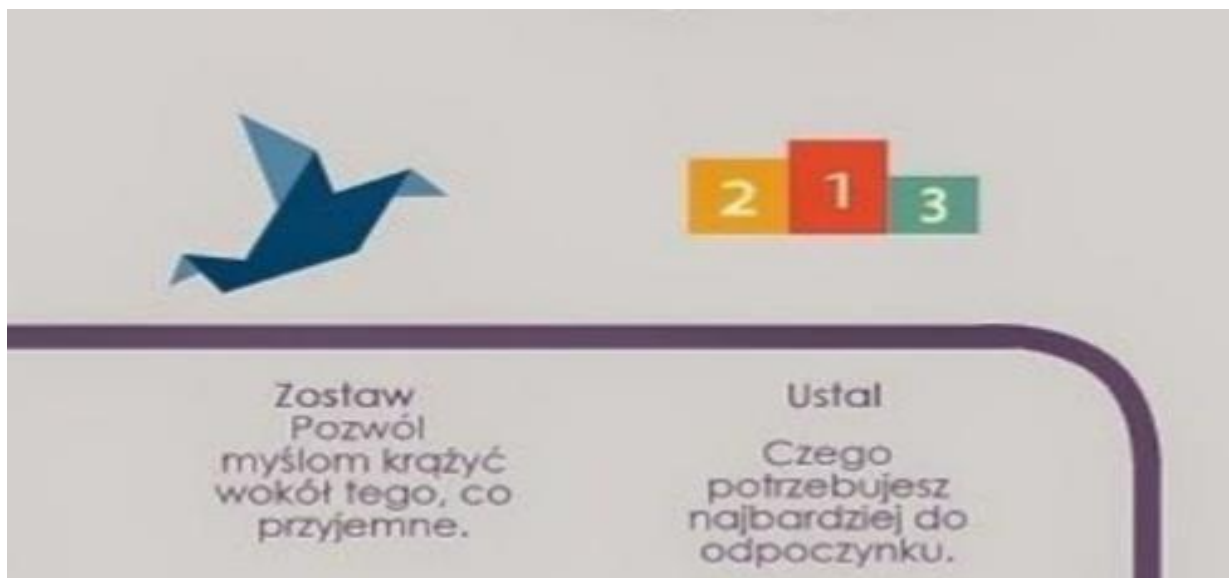 2 1 3
Zostaw
Pozwól
myślom krążyć
wokół tego, co
przyjemne.
Ustal
Czego
potrzebujesz
najbardziej do
odpoczynku.